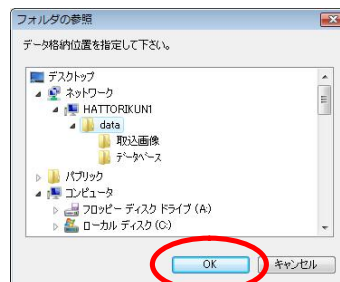 フォルダの参照
データ格納位置を指定して下さい。
デスクトップ
ネットワーク
HATTORIKUNI
data
取込画像
データベース
パブリック
コンピュータ
フロッピー ディスク ドライブ (A:)
ローカル ディスク (C:)
OK
キャンセル